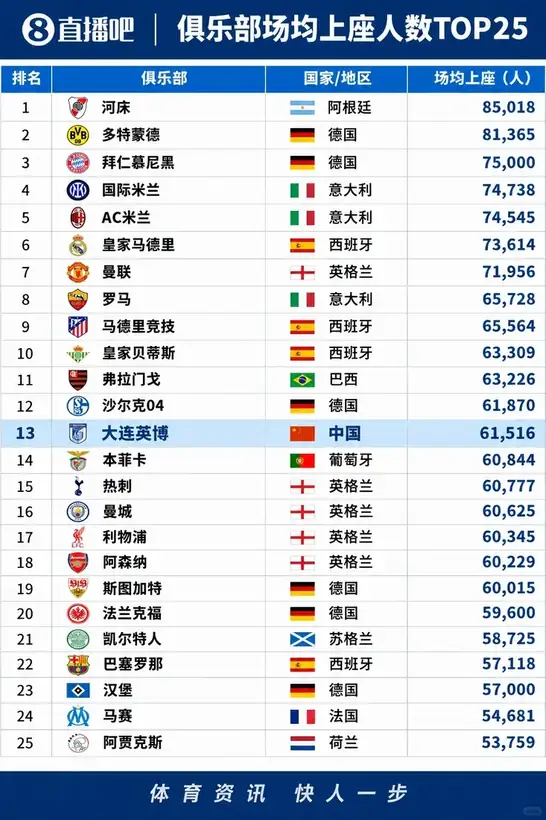 直播吧 俱乐部场均上座人数TOP25
排名 俱乐部 国家/地区 场均上座（人）
1 河床 阿根廷 85,018
2 BVB 09 多特蒙德 德国 81,365
3 拜仁慕尼黑 德国 75,000
4 国际米兰 意大利 74,738
5 AC米兰 意大利 74,545
6 皇家马德里 西班牙 73,614
7 曼联 英格兰 71,956
8 罗马 意大利 65,728
9 马德里竞技 西班牙 65,564
10 皇家贝蒂斯 西班牙 63,309
11 弗拉门戈 巴西 63,226
12 沙尔克04 德国 61,870
13 大连英博 中国 61,516
14 本菲卡 葡萄牙 60,844
15 热刺 英格兰 60,777
16 曼城 英格兰 60,625
17 利物浦 英格兰 60,345
18 阿森纳 英格兰 60,229
19 斯图加特 德国 60,015
20 法兰克福 德国 59,600
21 凯尔特人 苏格兰 58,725
22 巴塞罗那 西班牙 57,118
23 汉堡 德国 57,000
24 马赛 法国 54,681
25 阿贾克斯 荷兰 53,759
体育资讯 快人一步